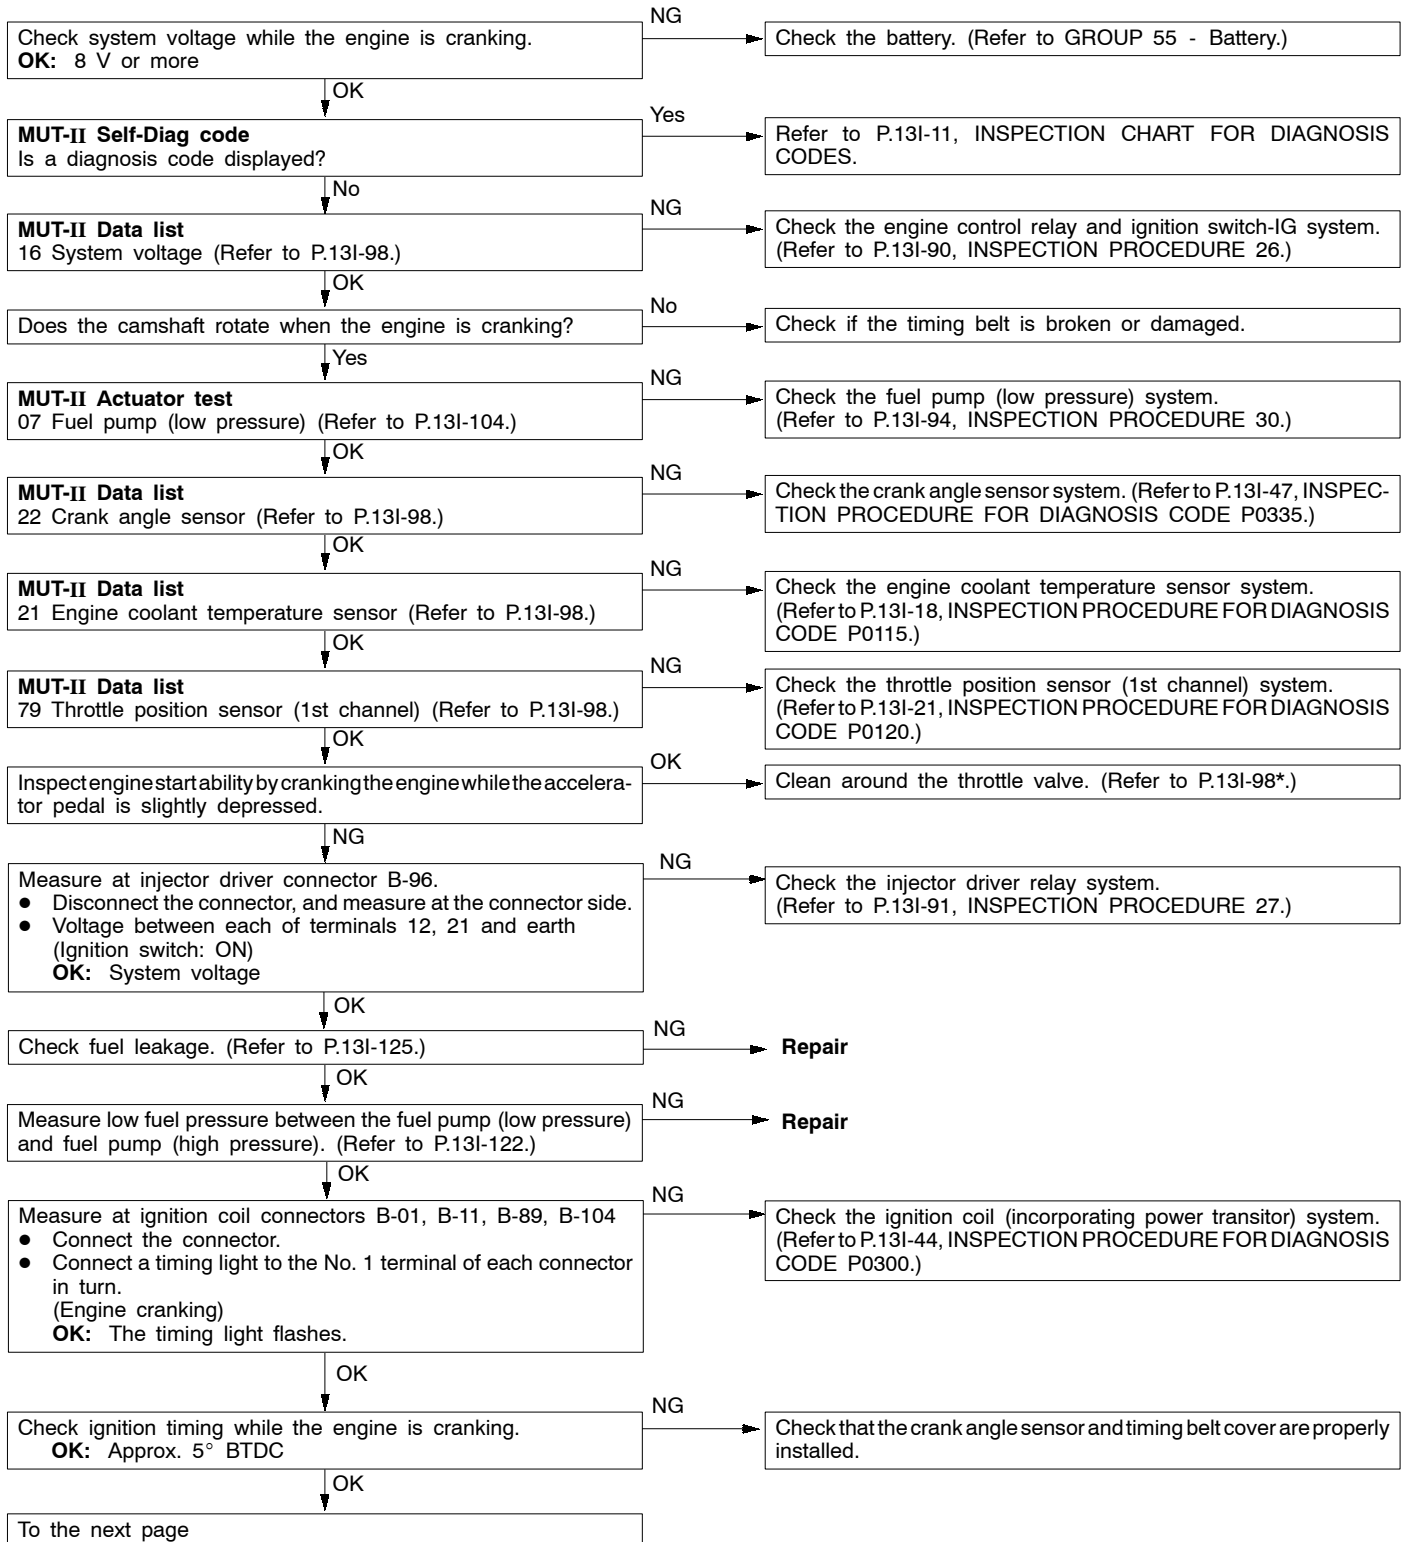 Check system voltage while the engine is cranking.
OK: 8 V or more
NG
Check the battery. (Refer to GROUP 55 - Battery.)
OK
MUT-II Self-Diag code
Is a diagnosis code displayed?
Yes
Refer to P.13I-11, INSPECTION CHART FOR DIAGNOSIS
CODES.
No
MUT-II Data list
16 System voltage (Refer to P.13I-98.)
NG
Check the engine control relay and ignition switch-IG system.
(Refer to P.13I-90, INSPECTION PROCEDURE 26.)
OK
Does the camshaft rotate when the engine is cranking?
No
Check if the timing belt is broken or damaged.
Yes
MUT-II Actuator test
07 Fuel pump (low pressure) (Refer to P.13I-104.)
NG
Check the fuel pump (low pressure) system.
(Refer to P.13I-94, INSPECTION PROCEDURE 30.)
OK
MUT-II Data list
22 Crank angle sensor (Refer to P.13I-98.)
NG
Check the crank angle sensor system. (Refer to P.13I-47, INSPEC-
TION PROCEDURE FOR DIAGNOSIS CODE P0335.)
OK
MUT-II Data list
21 Engine coolant temperature sensor (Refer to P.13I-98.)
NG
Check the engine coolant temperature sensor system.
(Refer to P.13I-18, INSPECTION PROCEDURE FOR DIAGNOSIS
CODE P0115.)
OK
MUT-II Data list
79 Throttle position sensor (1st channel) (Refer to P.13I-98.)
NG
Check the throttle position sensor (1st channel) system.
(Refer to P.13I-21, INSPECTION PROCEDURE FOR DIAGNOSIS
CODE P0120.)
OK
Inspect engine start ability by cranking the engine while the accelera-
tor pedal is slightly depressed.
OK
Clean around the throttle valve. (Refer to P.13I-98*.)
NG
Measure at injector driver connector B-96.
● Disconnect the connector, and measure at the connector side.
● Voltage between each of terminals 12, 21 and earth
(Ignition switch: ON)
OK: System voltage
NG
Check the injector driver relay system.
(Refer to P.13I-91, INSPECTION PROCEDURE 27.)
OK
Check fuel leakage. (Refer to P.13I-125.)
NG
Repair
OK
Measure low fuel pressure between the fuel pump (low pressure)
and fuel pump (high pressure). (Refer to P.13I-122.)
NG
Repair
OK
Measure at ignition coil connectors B-01, B-11, B-89, B-104
● Connect the connector.
● Connect a timing light to the No. 1 terminal of each connector
in turn.
(Engine cranking)
OK: The timing light flashes.
NG
Check the ignition coil (incorporating power transitor) system.
(Refer to P.13I-44, INSPECTION PROCEDURE FOR DIAGNOSIS
CODE P0300.)
OK
Check ignition timing while the engine is cranking.
OK: Approx. 5° BTDC
NG
Check that the crank angle sensor and timing belt cover are properly
installed.
OK
To the next page